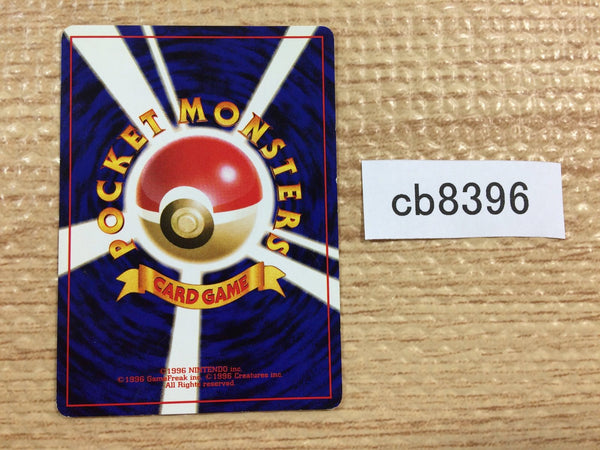 POCKET MONSTERS
CARD GAME
©1996 NINTENDO inc.
©1996 GameFreak inc. ©1996 Creatures inc.
All Rights reserved.
cb8396